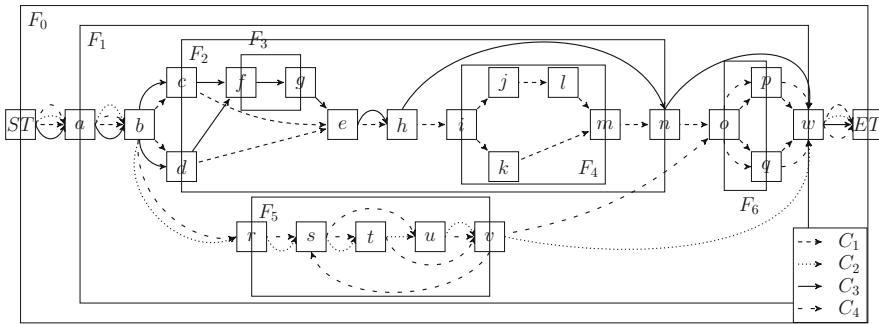 F₀
F₁
F₂ F₃
c f g j l p
ST a b e h i m n o w ET
d k q
F₄
F₅ F₆
r s t u v
C₁
C₂
C₃
C₄